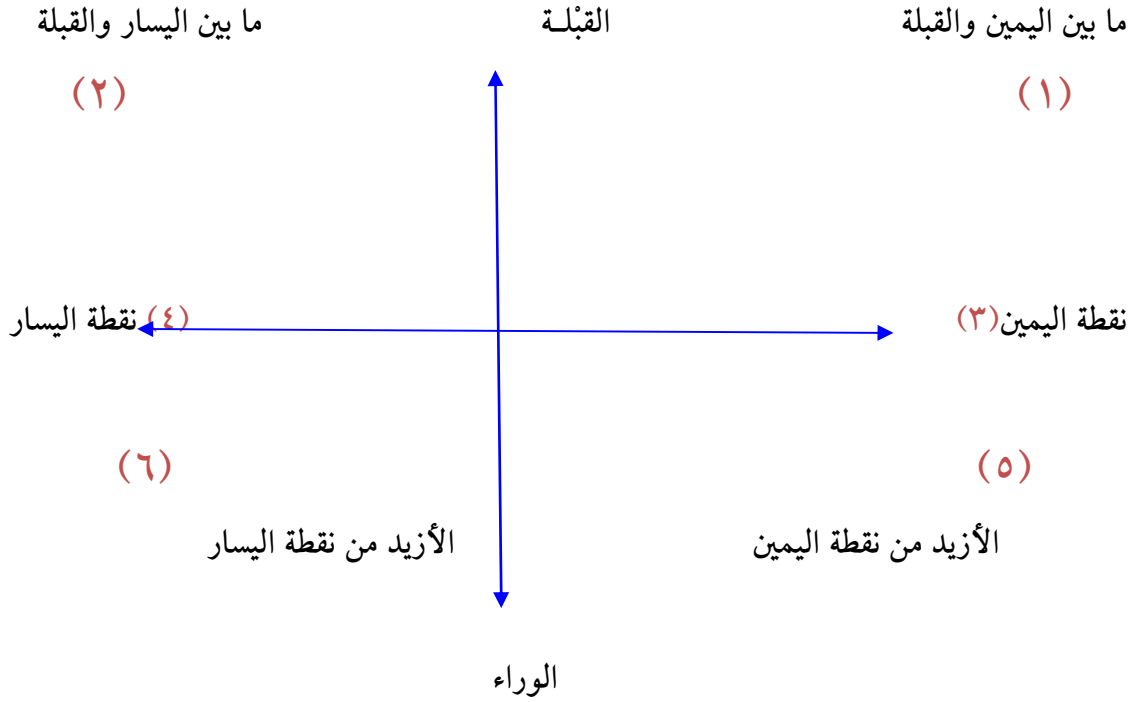 ما بين اليمين والقبلة
القبْلـة
ما بين اليسار والقبلة
(١)
(٢)
نقطة اليمين(٣)
(٤) نقطة اليسار
(٥)
(٦)
الأزيد من نقطة اليمين
الأزيد من نقطة اليسار
الوراء